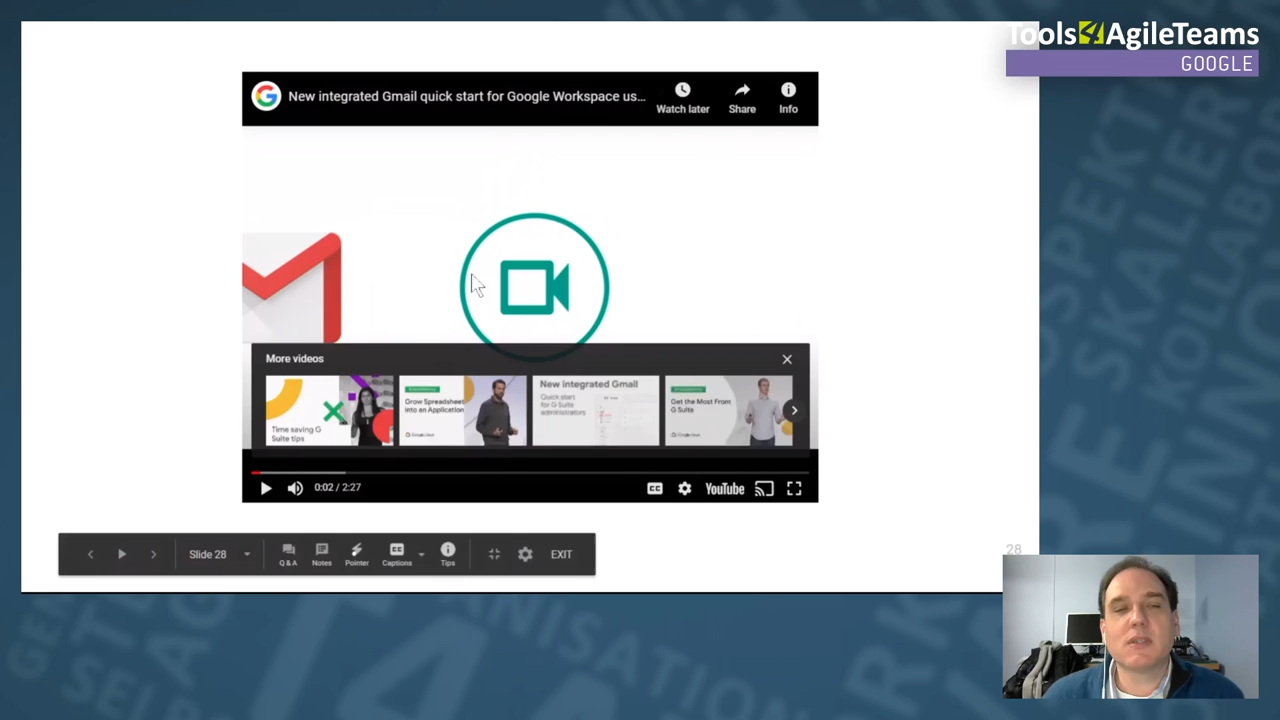 Tools4AgileTeams
GOOGLE
New integrated Gmail quick start for Google Workspace us...
Watch later
Share
Info
More videos
Time saving G
Suite tips
Grow Spreadsheet
into an Application
New integrated Gmail
Quick start
for G Suite
administrators
Get the Most From
G Suite
0:02 / 2:27
CC
YouTube
Slide 28
Q & A
Notes
Pointer
Captions
Tips
EXIT
28